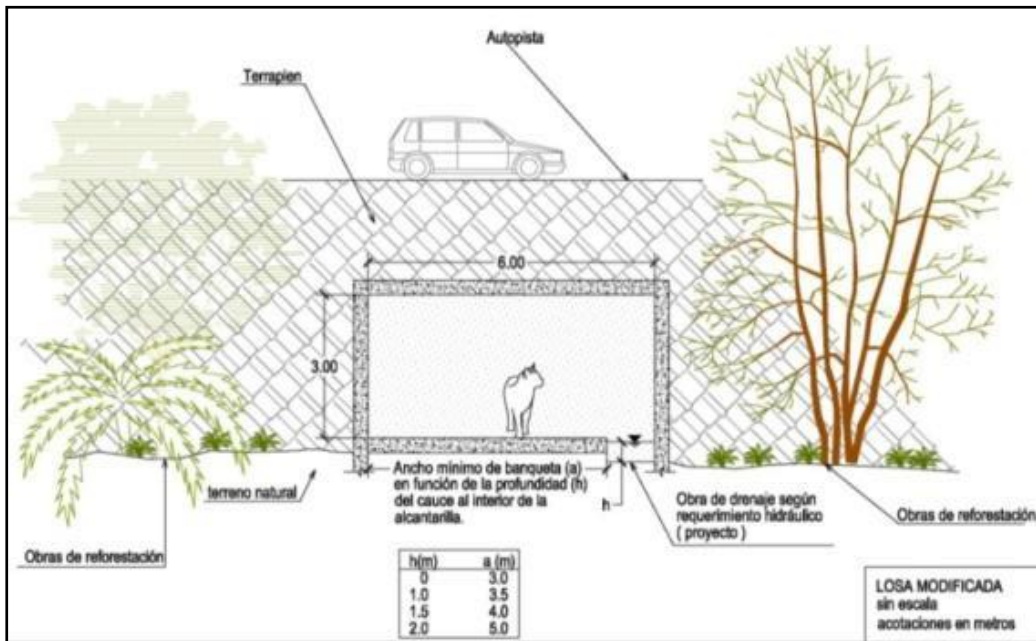 Autopista
Terraplen
6.00
3.00
Ancho mínimo de banqueta (a)
en función de la profundidad (h)
del cauce al interior de la
alcantarilla.
terreno natural
h
Obra de drenaje según
requerimiento hidráulico
( proyecto )
Obras de reforestación
Obras de reforestación
h(m) a (m)
0 3.0
1.0 3.5
1.5 4.0
2.0 5.0
LOSA MODIFICADA
sin escala
acotaciones en metros